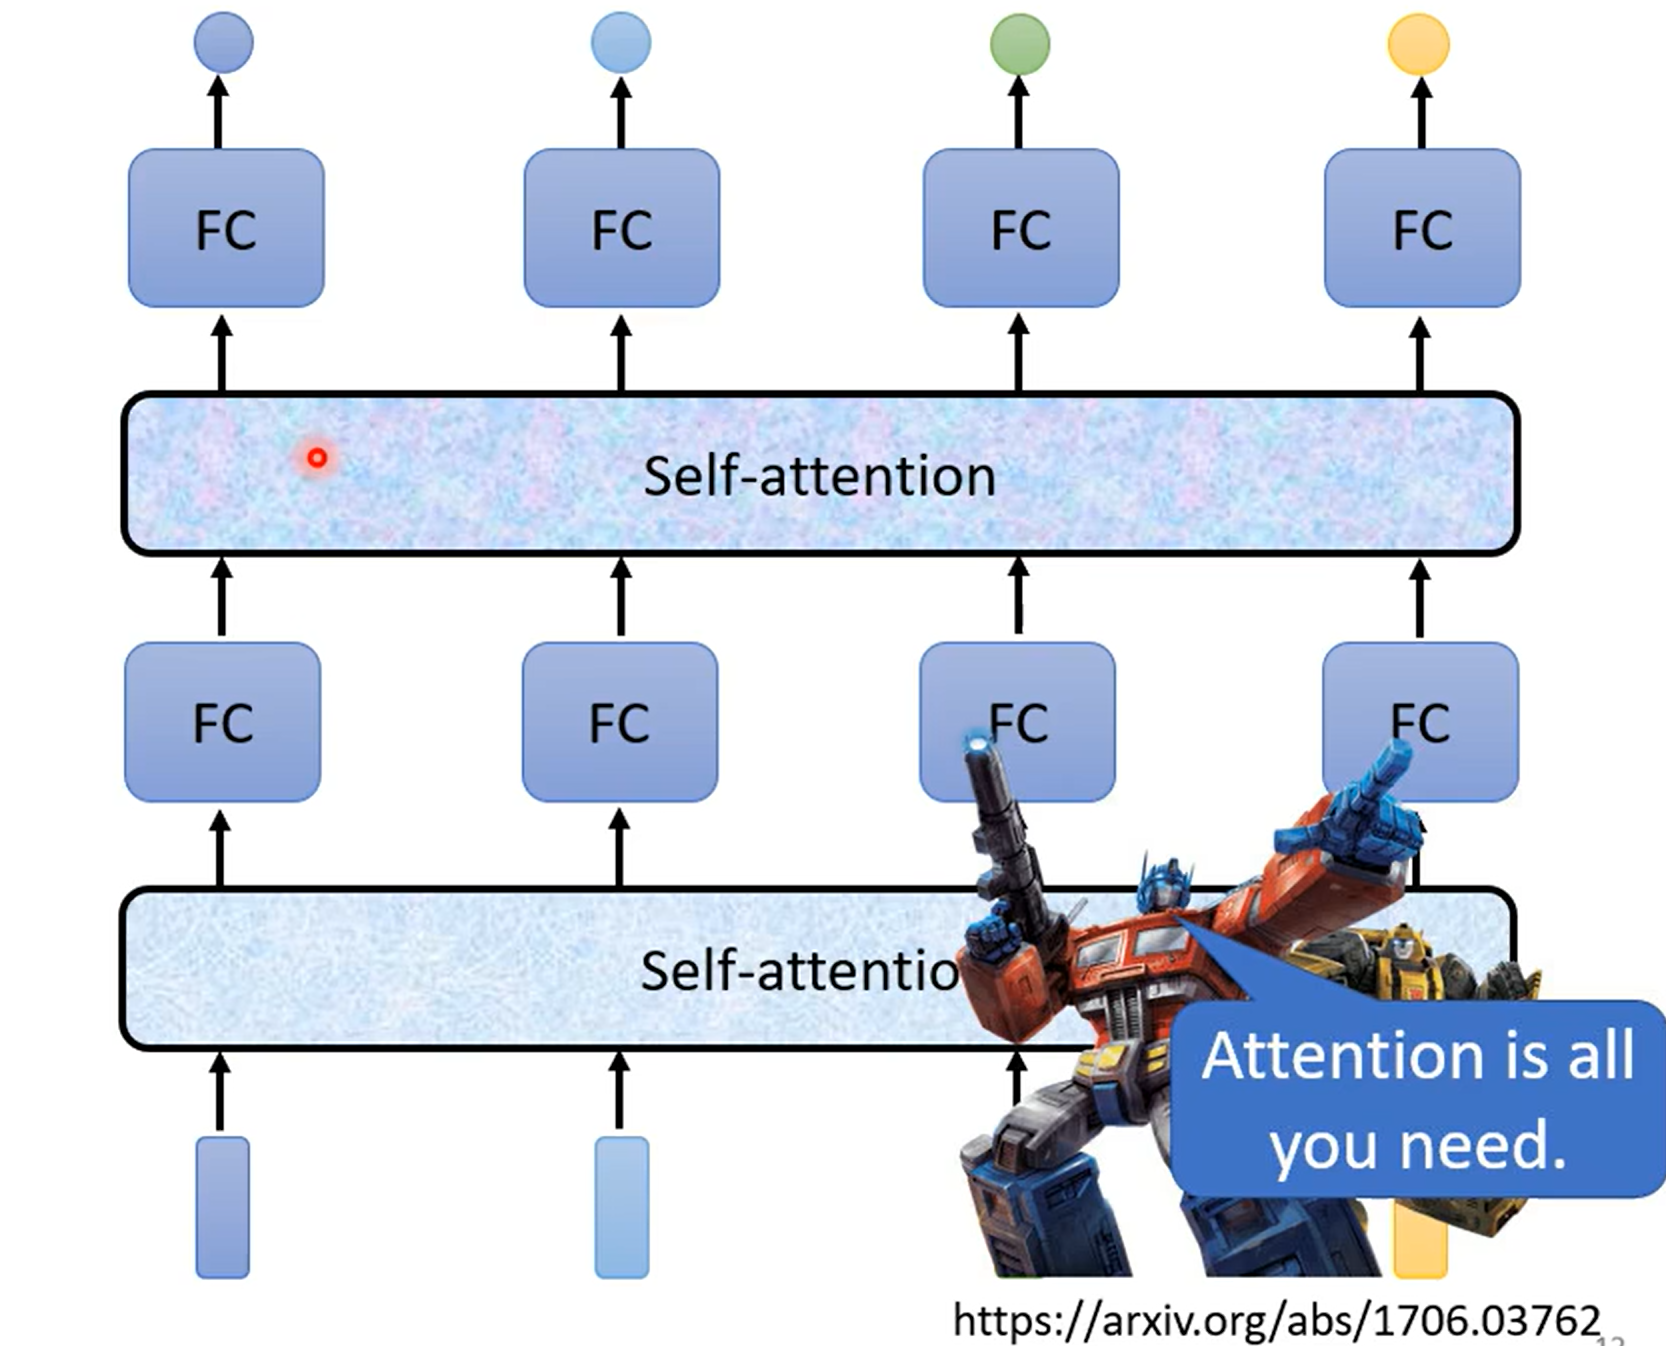 FC FC FC FC
Self-attention
FC FC FC FC
Self-attentio
Attention is all
you need.
https://arxiv.org/abs/1706.03762